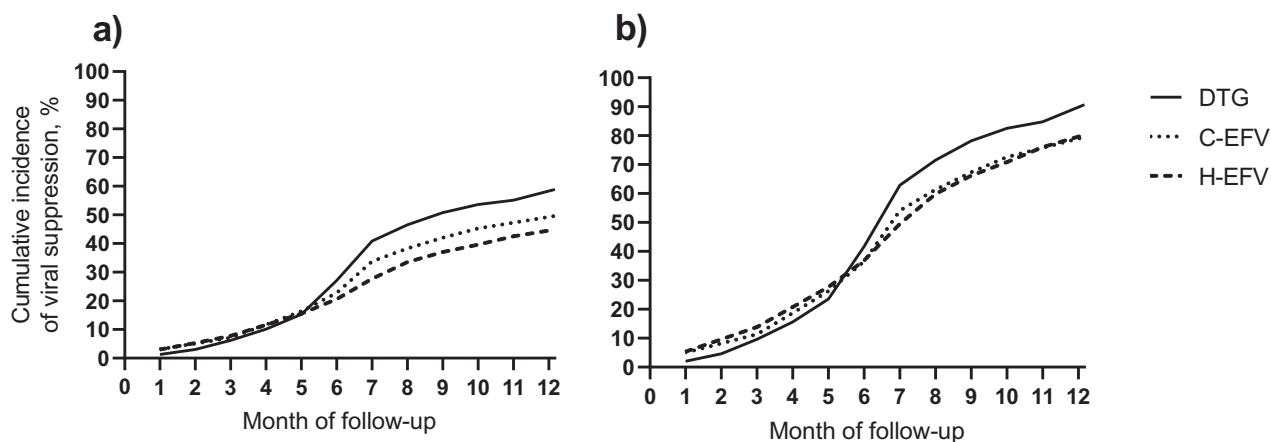 a)
Cumulative incidence
of viral suppression, %
100
90
80
70
60
50
40
30
20
10
0
0 1 2 3 4 5 6 7 8 9 10 11 12
Month of follow-up
b)
100
90
80
70
60
50
40
30
20
10
0
0 1 2 3 4 5 6 7 8 9 10 11 12
Month of follow-up
DTG
C-EFV
H-EFV